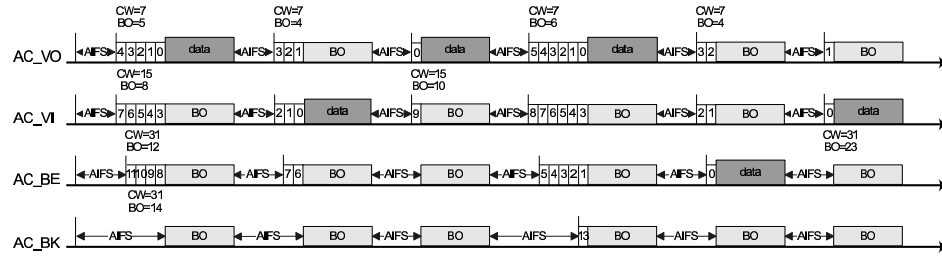 CW=7 CW=7 CW=7 CW=7
BO=5 BO=4 BO=6 BO=4
AC_VO AIFS 4 3 2 1 0 data AIFS 3 2 1 BO AIFS 0 data AIFS 5 4 3 2 1 0 data AIFS 3 2 BO AIFS 1 BO
CW=15 CW=15
BO=8 BO=10
AC_VI AIFS 7 6 5 4 3 BO AIFS 2 1 0 data AIFS 9 BO AIFS 8 7 6 5 4 3 BO AIFS 2 1 BO AIFS 0 data
CW=31 CW=31
BO=12 BO=23
AC_BE AIFS 11 10 9 8 BO AIFS 7 6 BO AIFS BO AIFS 5 4 3 2 1 BO AIFS 0 data AIFS BO
CW=31
BO=14
AC_BK AIFS BO AIFS BO AIFS BO AIFS 13 BO AIFS BO AIFS BO